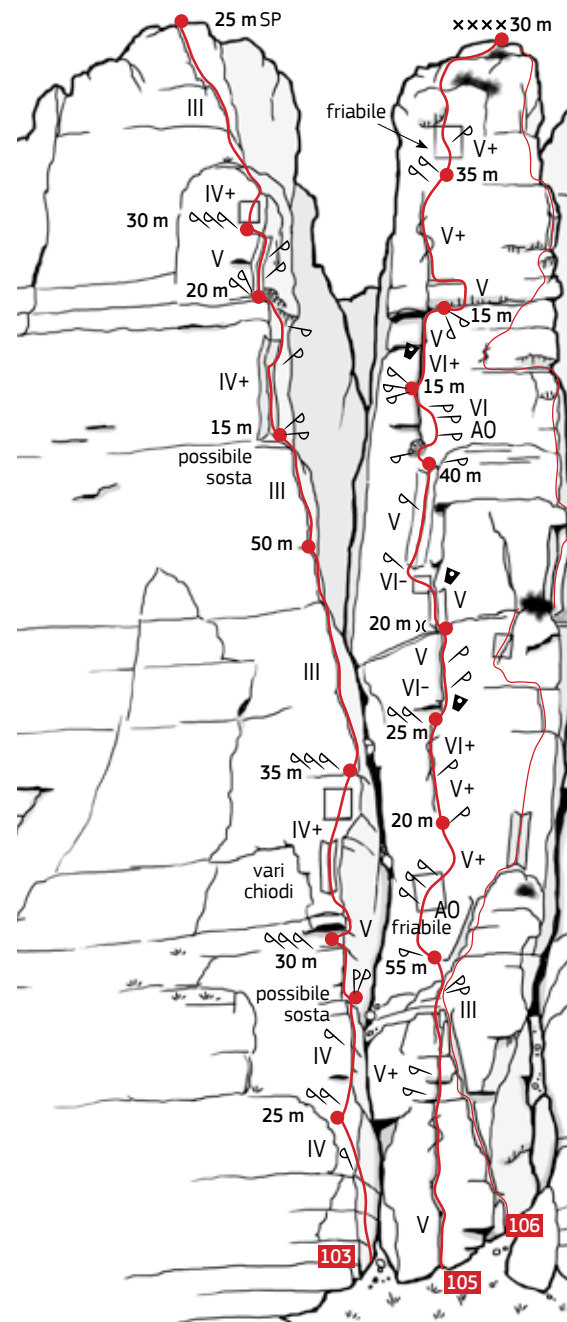 25 m SP
III
IV+
30 m
V
20 m
IV+
15 m
possibile
sosta
III
50 m
III
35 m
IV+
vari
chiodi
V
30 m
possibile
sosta
IV
25 m
IV
103
×××× 30 m
friabile
V+
35 m
V+
V
15 m
V
VI+
15 m
VI
A0
40 m
V
VI-
V
20 m
V
VI-
25 m
VI+
V+
20 m
V+
A0
friabile
55 m
III
V+
V
106
105